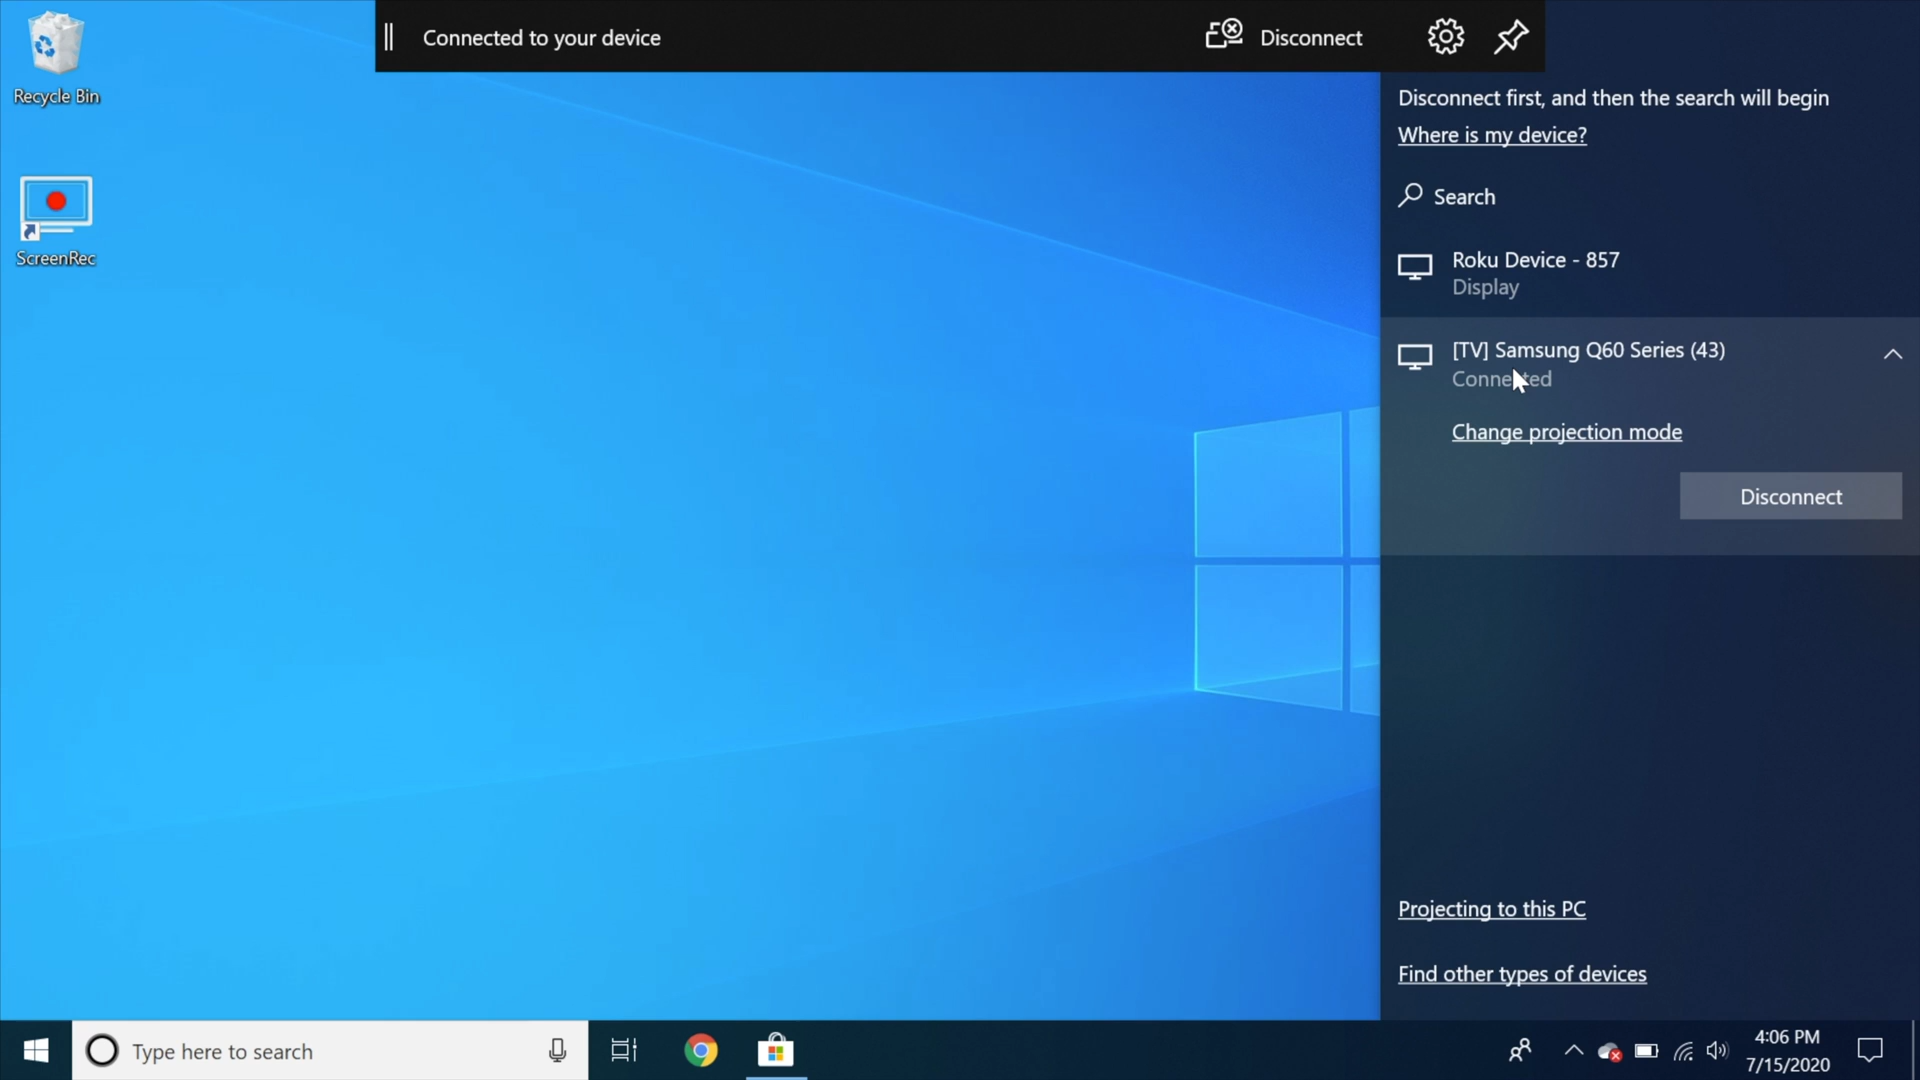 Recycle Bin
ScreenRec
Connected to your device
Disconnect
Disconnect first, and then the search will begin
Where is my device?
Search
Roku Device - 857
Display
[TV] Samsung Q60 Series (43)
Connected
Change projection mode
Disconnect
Projecting to this PC
Find other types of devices
Type here to search
4:06 PM
7/15/2020